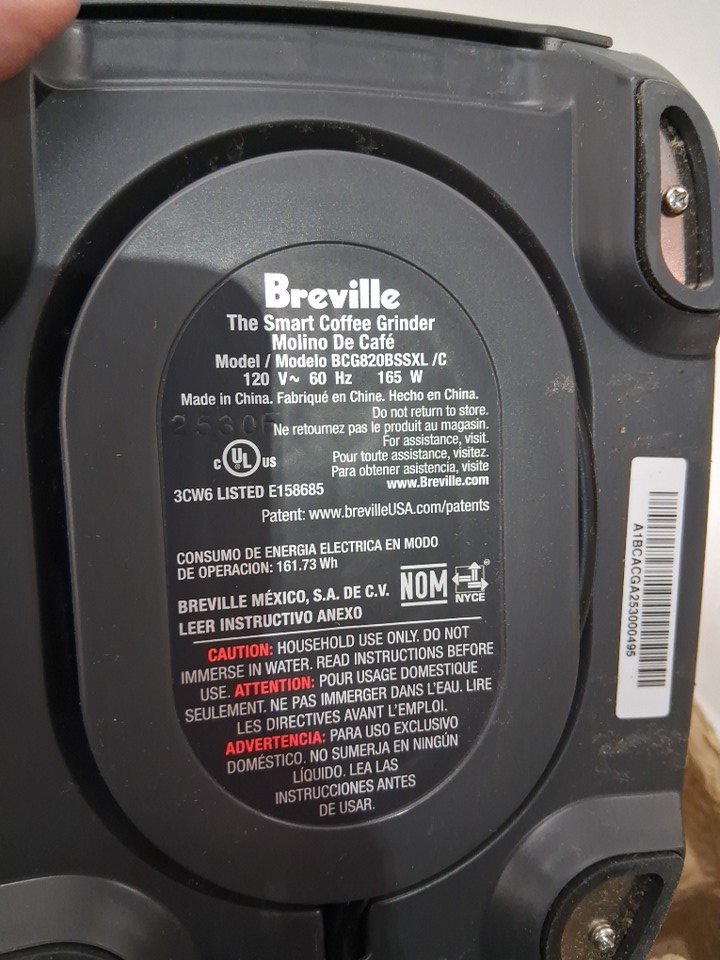 Breville
The Smart Coffee Grinder
Molino De Café
Model / Modelo BCG820BSSXL /C
120 V~ 60 Hz 165 W
Made in China. Fabriqué en Chine. Hecho en China.
Do not return to store.
2530F
Ne retournez pas le produit au magasin.
For assistance, visit.
Pour toute assistance, visitez.
Para obtener asistencia, visite
www.Breville.com
C UL US
3CW6 LISTED E158685
Patent: www.brevilleUSA.com/patents
CONSUMO DE ENERGIA ELECTRICA EN MODO
DE OPERACION: 161.73 Wh
BREVILLE MÉXICO, S.A. DE C.V.
LEER INSTRUCTIVO ANEXO
NOM
NYCE
CAUTION: HOUSEHOLD USE ONLY. DO NOT
IMMERSE IN WATER. READ INSTRUCTIONS BEFORE
USE. ATTENTION: POUR USAGE DOMESTIQUE
SEULEMENT. NE PAS IMMERGER DANS L'EAU. LIRE
LES DIRECTIVES AVANT L'EMPLOI.
ADVERTENCIA: PARA USO EXCLUSIVO
DOMÉSTICO. NO SUMERJA EN NINGÚN
LÍQUIDO. LEA LAS
INSTRUCCIONES ANTES
DE USAR.
A1BCACGA253000495